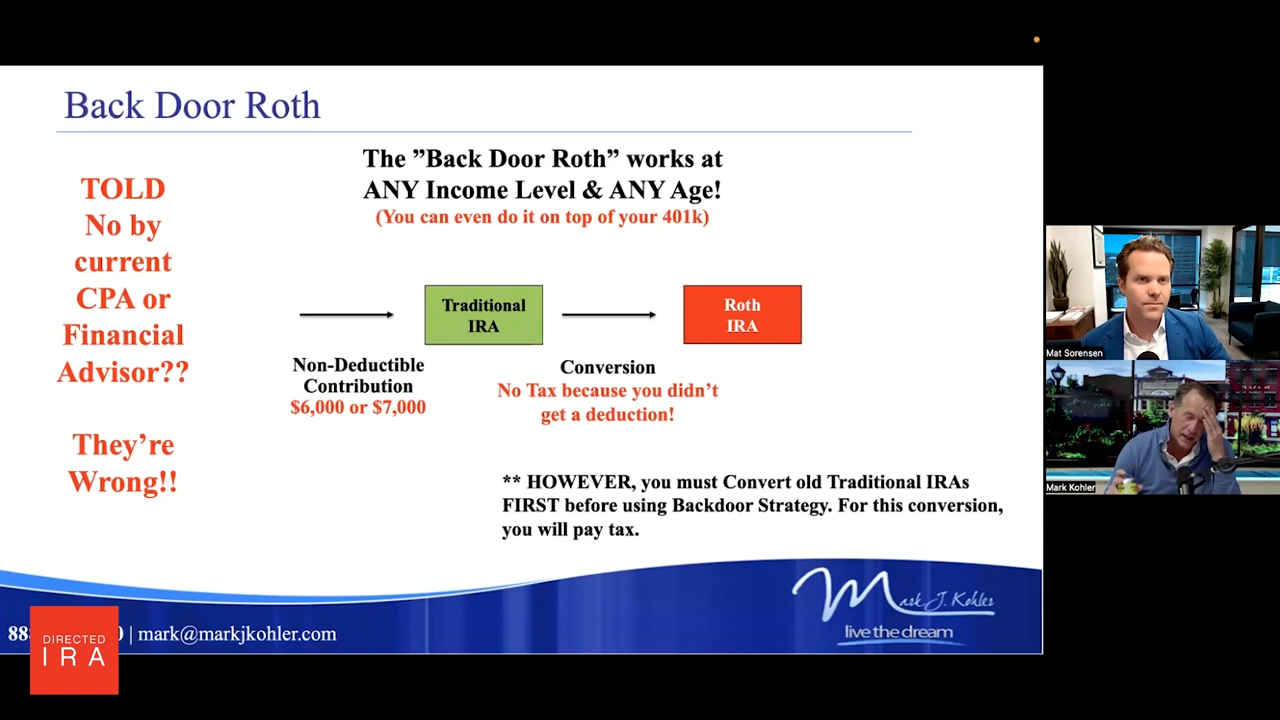 Back Door Roth
TOLD
No by
current
CPA or
Financial
Advisor??
They’re
Wrong!!
The ”Back Door Roth” works at
ANY Income Level & ANY Age!
(You can even do it on top of your 401k)
Traditional
IRA
Roth
IRA
Non-Deductible
Contribution
$6,000 or $7,000
Conversion
No Tax because you didn’t
get a deduction!
** HOWEVER, you must Convert old Traditional IRAs
FIRST before using Backdoor Strategy. For this conversion,
you will pay tax.
Mat Sorensen
Mark Kohler
| mark@markjkohler.com
DIRECTED
IRA
Mark J. Kohler
live the dream